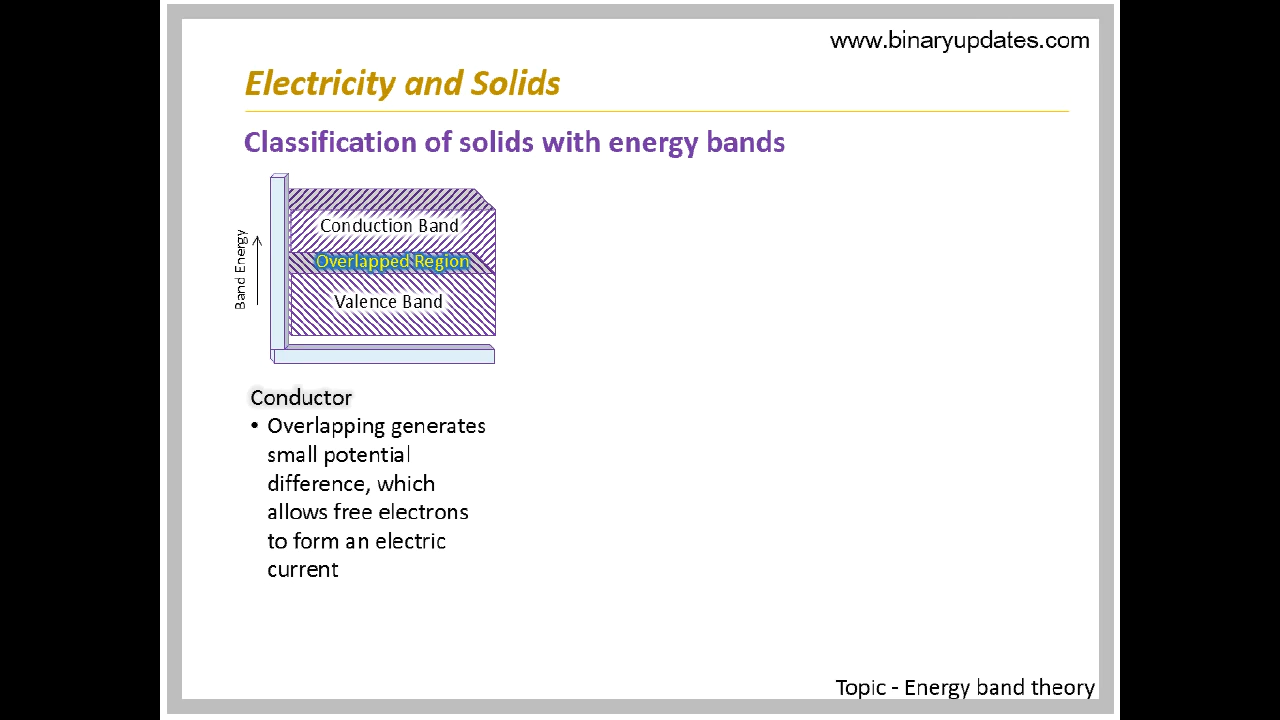 www.binaryupdates.com
Electricity and Solids
Classification of solids with energy bands
Band Energy
Conduction Band
Overlapped Region
Valence Band
Conductor
• Overlapping generates
small potential
difference, which
allows free electrons
to form an electric
current
Topic - Energy band theory